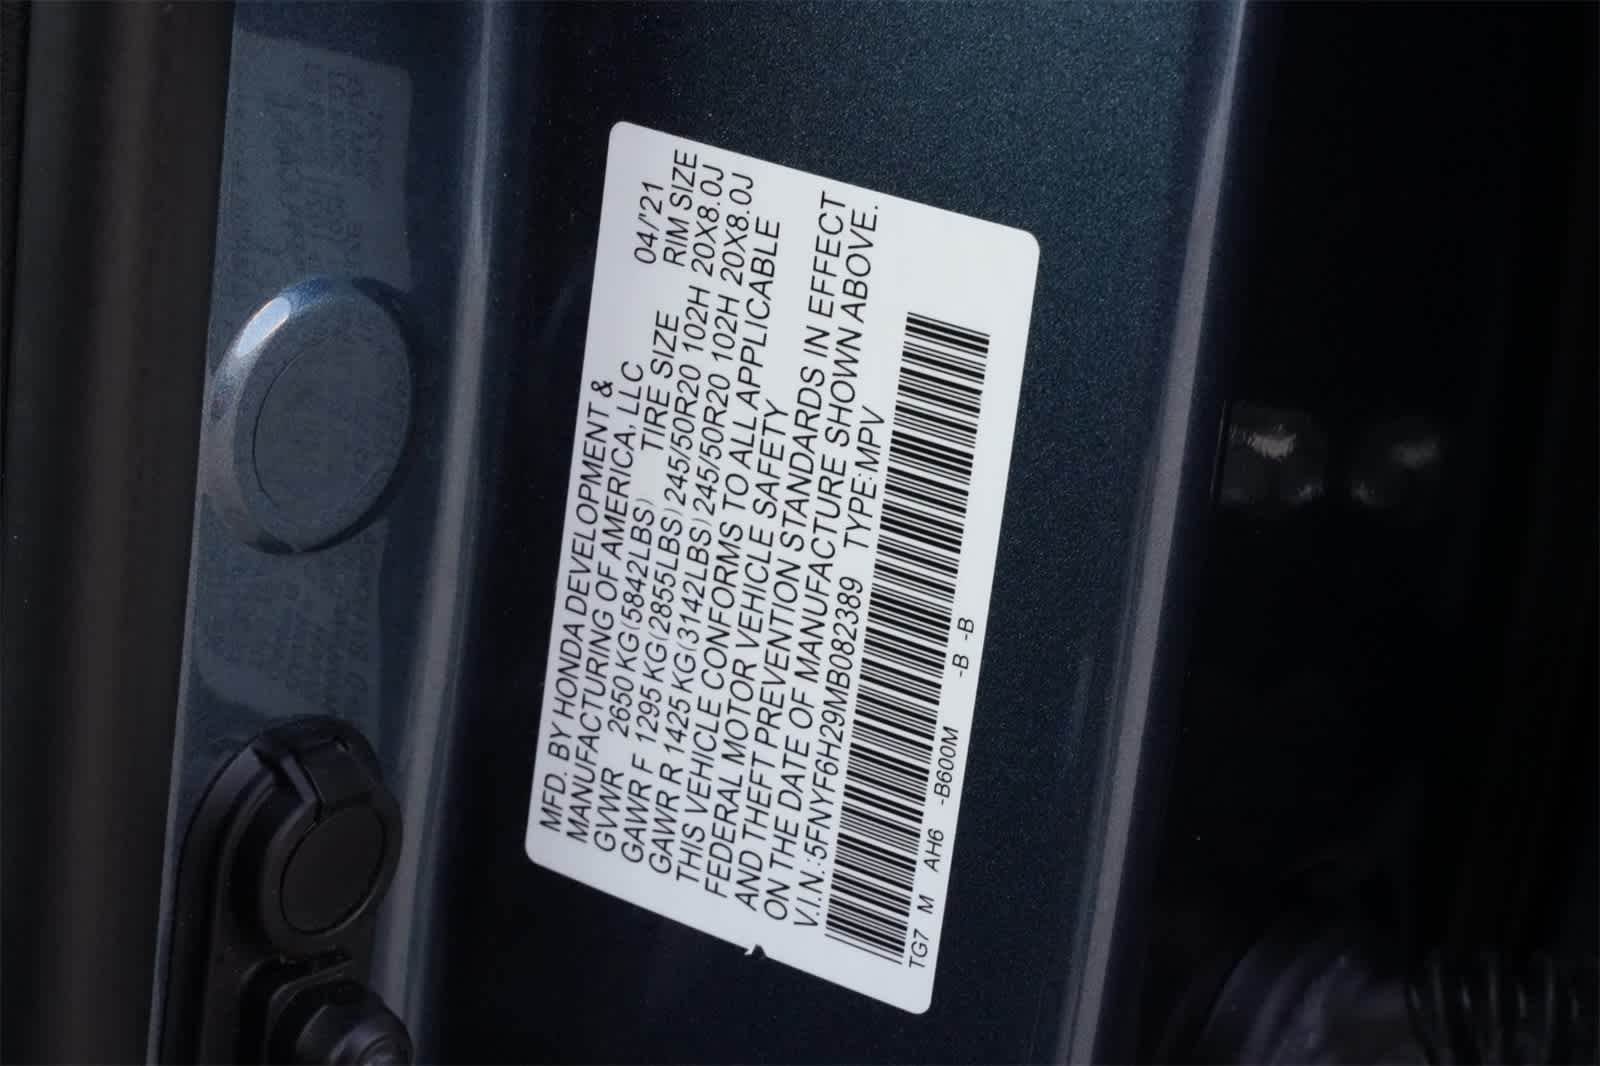 MFD. BY HONDA DEVELOPMENT &
MANUFACTURING OF AMERICA, LLC 04/'21
GVWR 2650 KG(5842LBS) TIRE SIZE RIM SIZE
GAWR F 1295 KG(2855LBS) 245/50R20 102H 20X8.0J
GAWR R 1425 KG(3142LBS) 245/50R20 102H 20X8.0J
THIS VEHICLE CONFORMS TO ALL APPLICABLE
FEDERAL MOTOR VEHICLE SAFETY
AND THEFT PREVENTION STANDARDS IN EFFECT
ON THE DATE OF MANUFACTURE SHOWN ABOVE.
V.I.N.:5FNYF6H29MB082389 TYPE:MPV
TG7 M AH6 -B600M -B -B